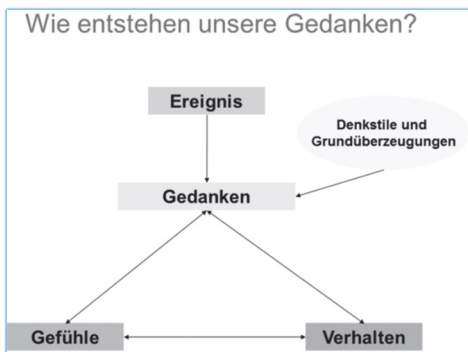 Wie entstehen unsere Gedanken?
Ereignis
Denkstile und
Grundüberzeugungen
Gedanken
Gefühle
Verhalten